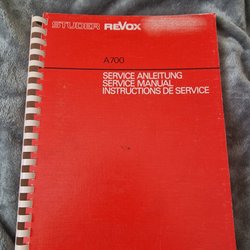 STUDER REVOX
A700
SERVICE ANLEITUNG
SERVICE MANUAL
INSTRUCTIONS DE SERVICE